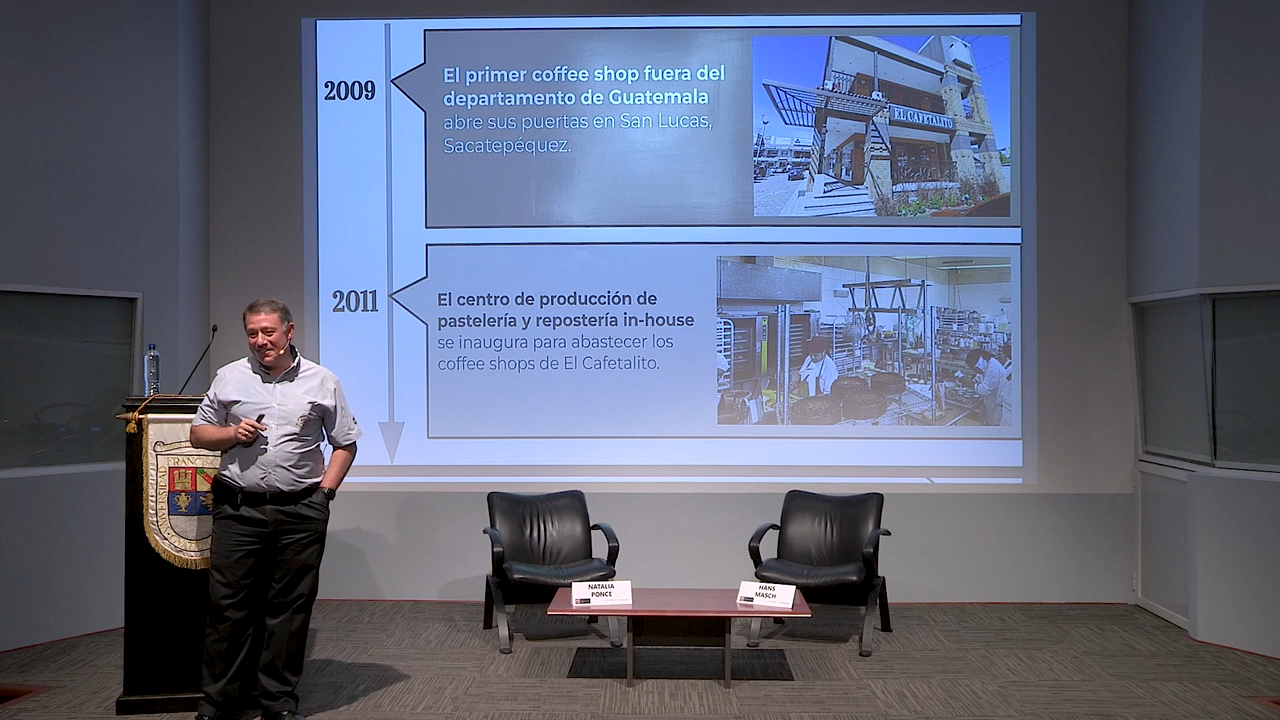 2009
El primer coffee shop fuera del
departamento de Guatemala
abre sus puertas en San Lucas,
Sacatepéquez.
EL CAFETALITO
2011
El centro de producción de
pastelería y repostería in-house
se inaugura para abastecer los
coffee shops de El Cafetalito.
UNIVERSIDAD FRANCISCO
NATALIA
PONCE
HANS
MASCH